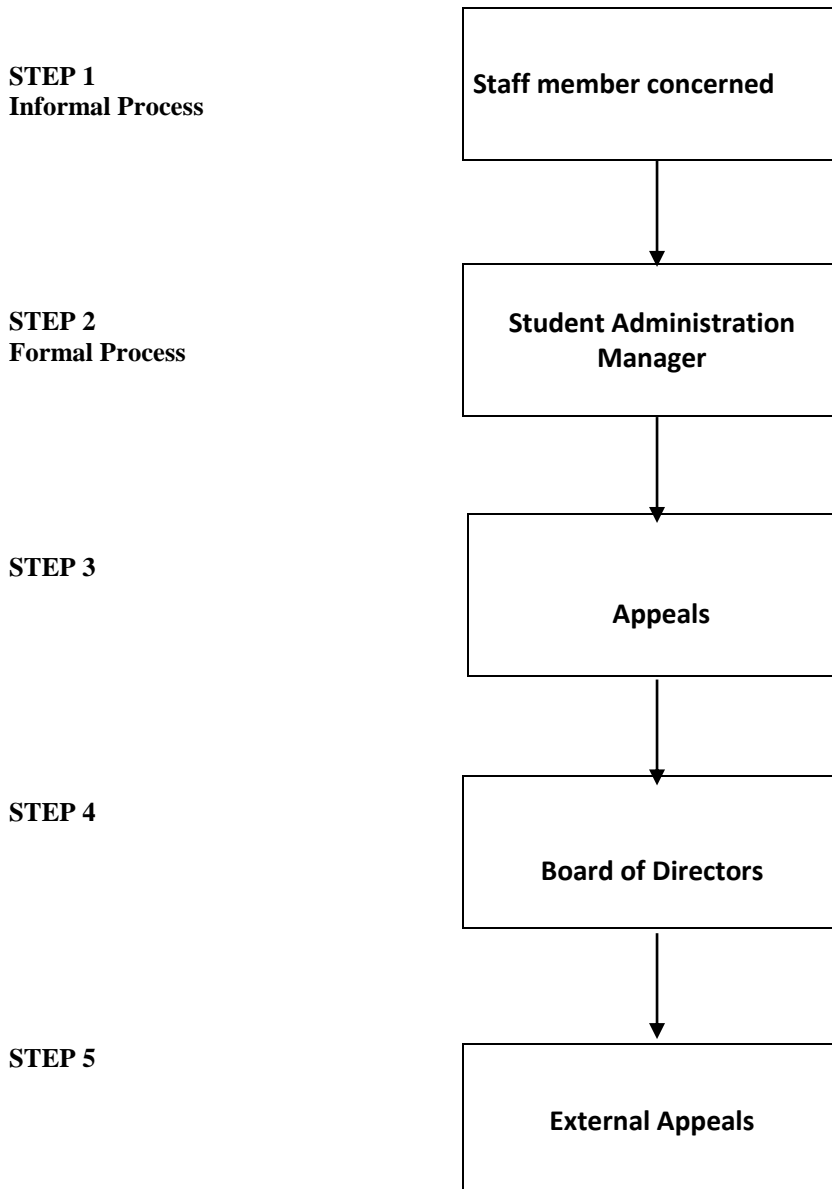 STEP 1
Informal Process
Staff member concerned
STEP 2
Formal Process
Student Administration
Manager
STEP 3
Appeals
STEP 4
Board of Directors
STEP 5
External Appeals